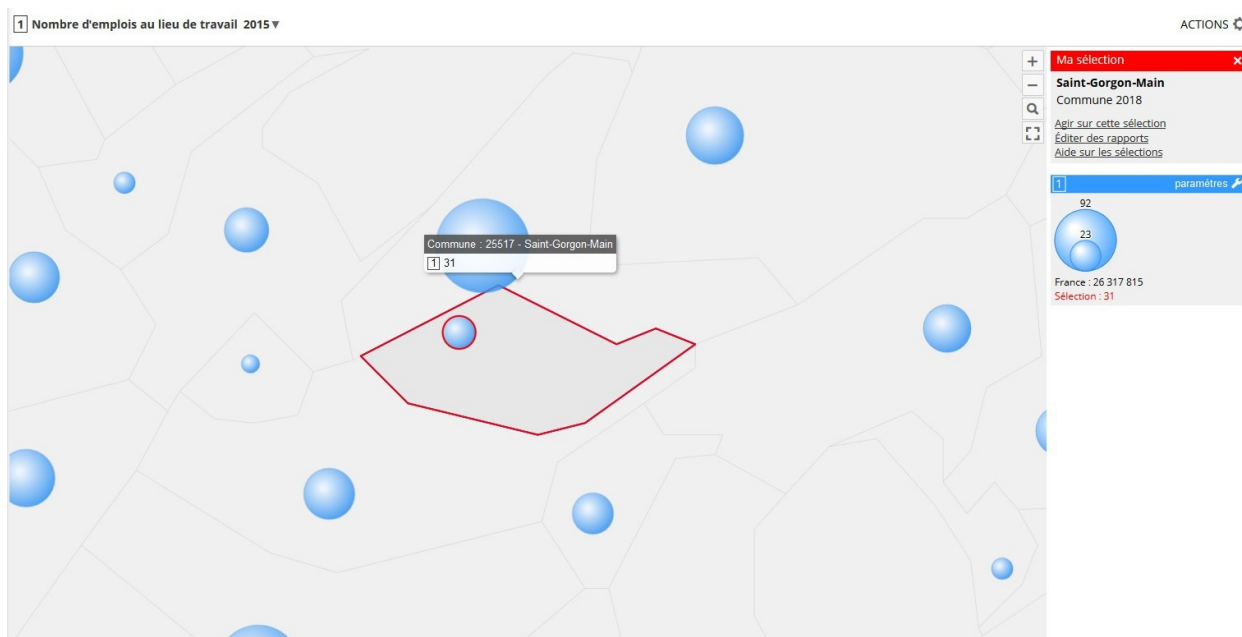 1 Nombre d'emplois au lieu de travail 2015 ▾
ACTIONS
+
−
Ma sélection ×
Saint-Gorgon-Main
Commune 2018
Agir sur cette sélection
Éditer des rapports
Aide sur les sélections
1 paramètres
92
23
France : 26 317 815
Sélection : 31
Commune : 25517 - Saint-Gorgon-Main
1 31